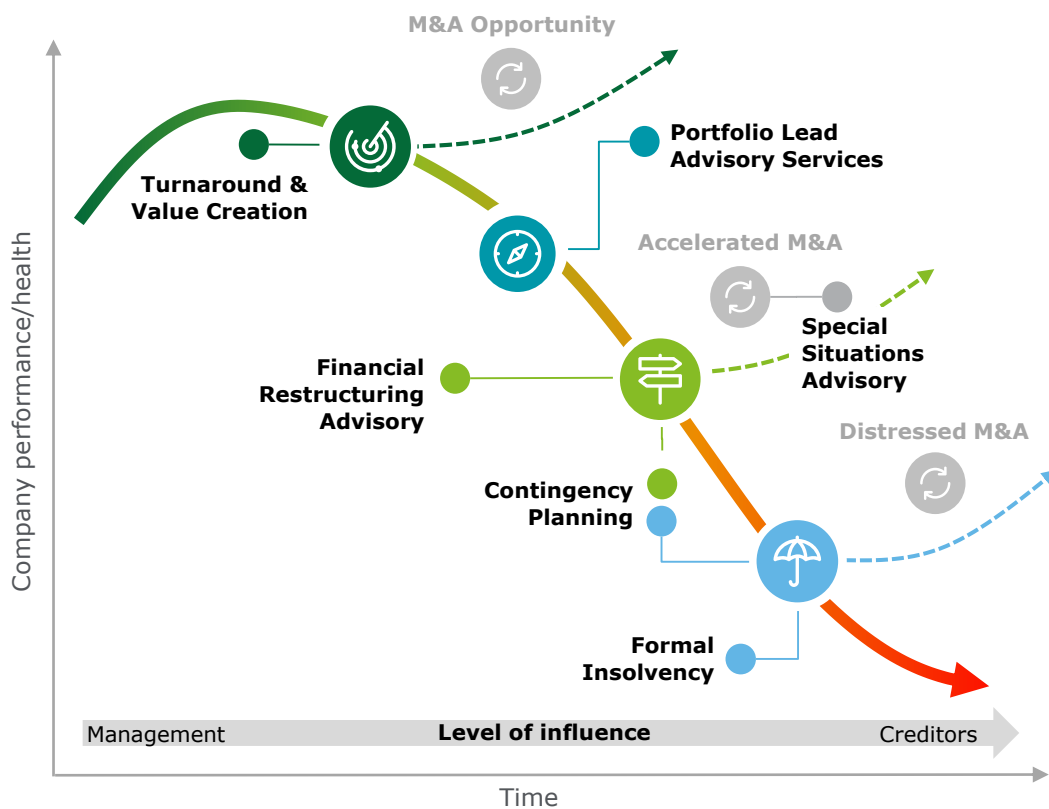 M&A Opportunity
Portfolio Lead
Advisory Services
Turnaround &
Value Creation
Accelerated M&A
Special
Situations
Advisory
Financial
Restructuring
Advisory
Distressed M&A
Contingency
Planning
Formal
Insolvency
Company performance/health
Management
Level of influence
Creditors
Time